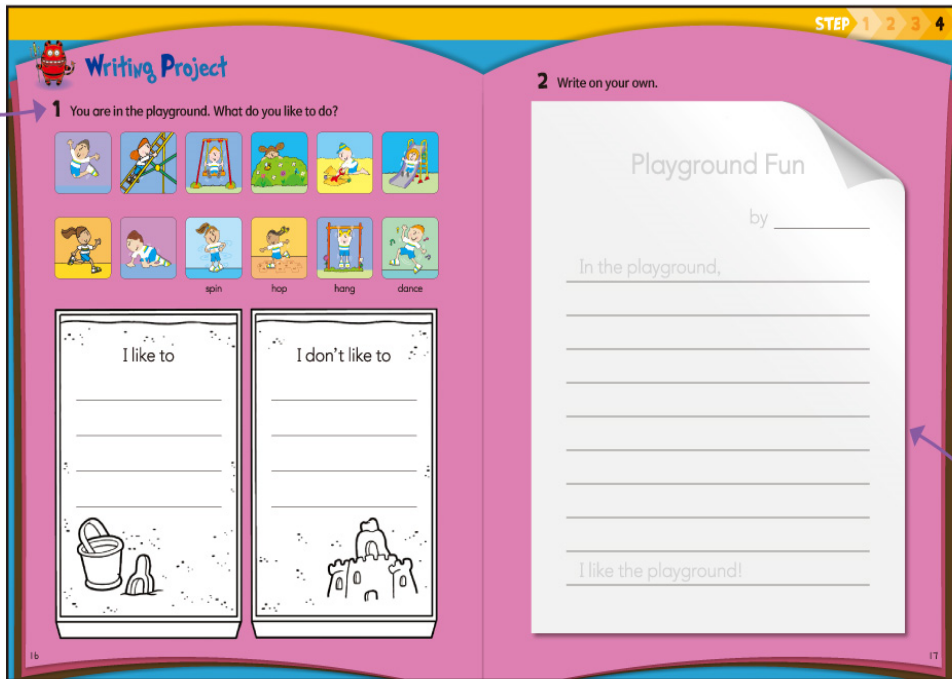 STEP 1 2 3 4
Writing Project
1 You are in the playground. What do you like to do?
spin hop hang dance
I like to
I don't like to
16
2 Write on your own.
Playground Fun
by
In the playground,
I like the playground!
17